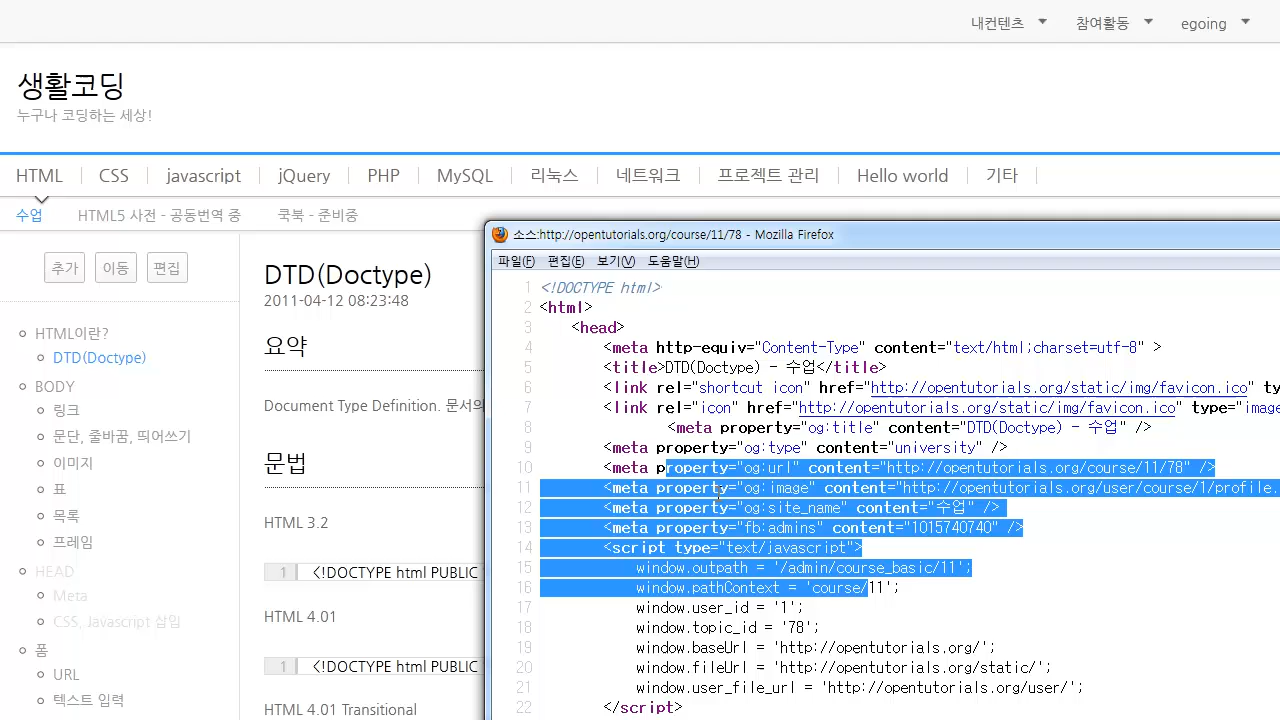 내컨텐츠 참여활동 egoing
생활코딩
누구나 코딩하는 세상!
HTML CSS javascript jQuery PHP MySQL 리눅스 네트워크 프로젝트 관리 Hello world 기타
수업 HTML5 사전 - 공동번역 중 쿡북 - 준비중
추가 이동 편집
HTML이란?
DTD(Doctype)
BODY
링크
문단, 줄바꿈, 띄어쓰기
이미지
표
목록
프레임
HEAD
Meta
CSS, Javascript 삽입
폼
URL
텍스트 입력
DTD(Doctype)
2011-04-12 08:23:48
요약
Document Type Definition. 문서의
문법
HTML 3.2
1 <!DOCTYPE html PUBLIC
HTML 4.01
1 <!DOCTYPE html PUBLIC
HTML 4.01 Transitional
소스:http://opentutorials.org/course/11/78 - Mozilla Firefox
파일(F) 편집(E) 보기(V) 도움말(H)
1 <!DOCTYPE html>
2 <html>
3 <head>
4 <meta http-equiv="Content-Type" content="text/html;charset=utf-8" >
5 <title>DTD(Doctype) - 수업</title>
6 <link rel="shortcut icon" href="http://opentutorials.org/static/img/favicon.ico" ty
7 <link rel="icon" href="http://opentutorials.org/static/img/favicon.ico" type="image
8 <meta property="og:title" content="DTD(Doctype) - 수업" />
9 <meta property="og:type" content="university" />
10 <meta property="og:url" content="http://opentutorials.org/course/11/78" />
11 <meta property="og:image" content="http://opentutorials.org/user/course/1/profile.
12 <meta property="og:site_name" content="수업" />
13 <meta property="fb:admins" content="1015740740" />
14 <script type="text/javascript">
15 window.outpath = '/admin/course_basic/11';
16 window.pathContext = 'course/11';
17 window.user_id = '1';
18 window.topic_id = '78';
19 window.baseUrl = 'http://opentutorials.org/';
20 window.fileUrl = 'http://opentutorials.org/static/';
21 window.user_file_url = 'http://opentutorials.org/user/';
22 </script>